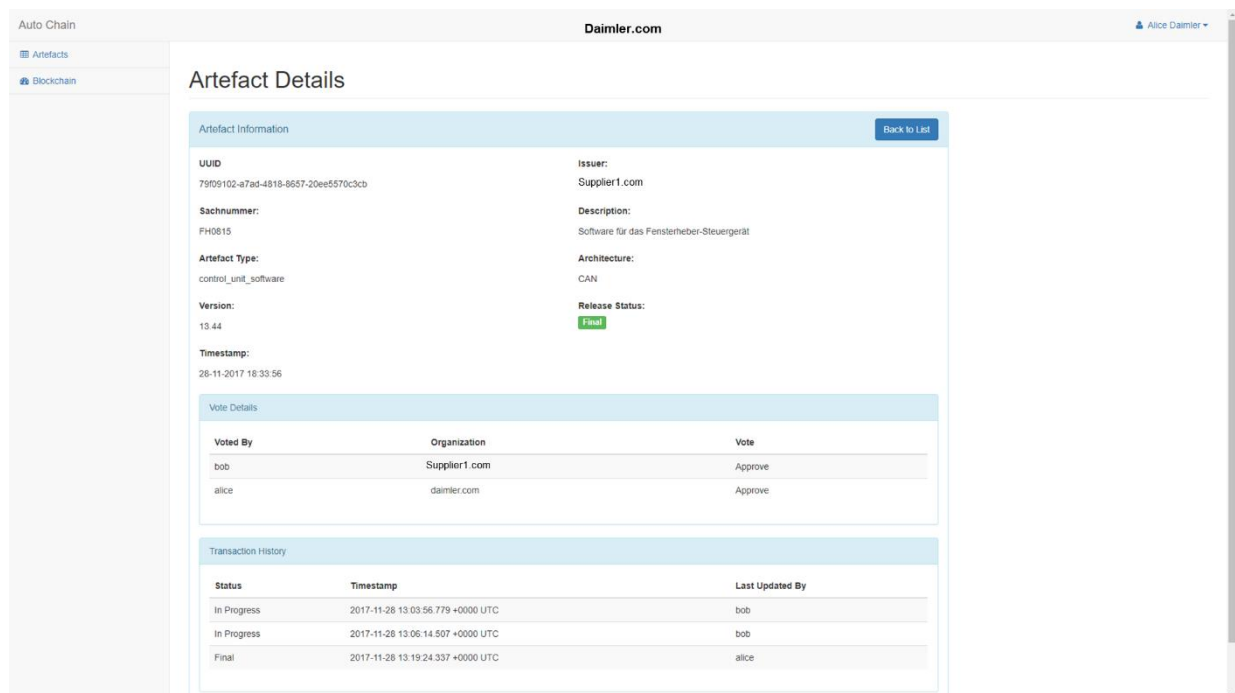 Auto Chain
Daimler.com
Alice Daimler
Artefacts
Blockchain
Artefact Details
Artefact Information
Back to List
UUID
79f09102-a7ad-4818-8657-20ee5570c3cb
Issuer:
Supplier1.com
Sachnummer:
FH0815
Description:
Software für das Fensterheber-Steuergerät
Artefact Type:
control_unit_software
Architecture:
CAN
Version:
13.44
Release Status:
Final
Timestamp:
28-11-2017 18:33:56
Vote Details
Voted By Organization Vote
bob Supplier1.com Approve
alice daimler.com Approve
Transaction History
Status Timestamp Last Updated By
In Progress 2017-11-28 13:03:56.779 +0000 UTC bob
In Progress 2017-11-28 13:06:14.507 +0000 UTC bob
Final 2017-11-28 13:19:24.337 +0000 UTC alice